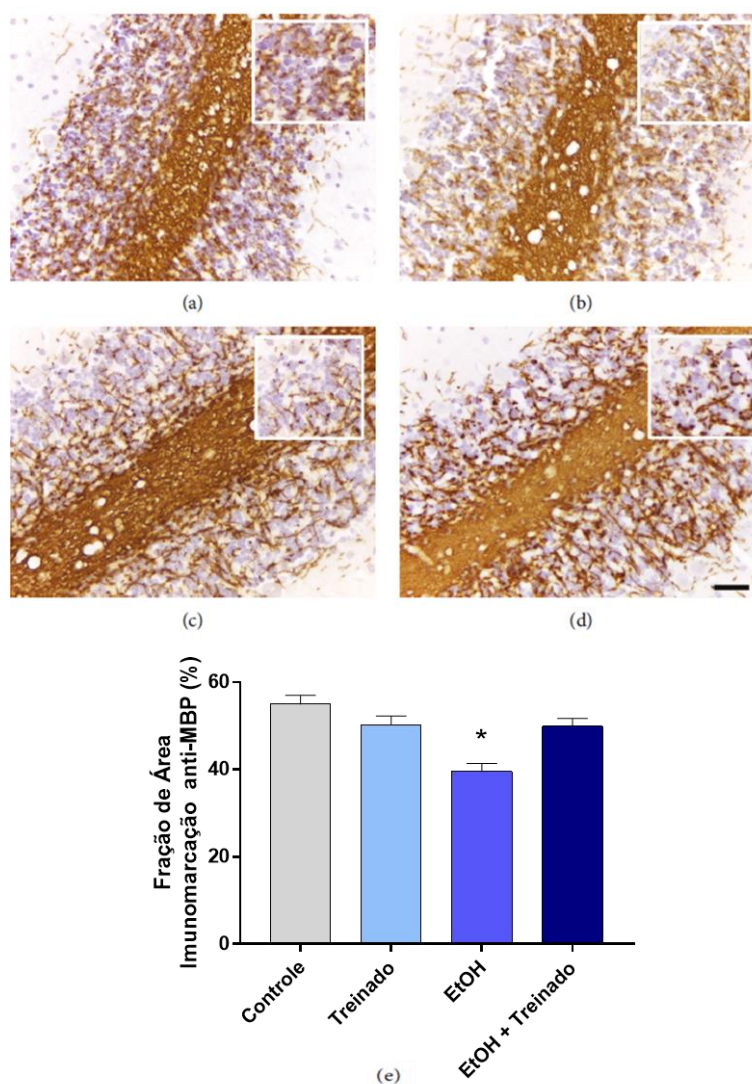 (a)
(b)
(c)
(d)
Fração de Área
Imunomarcação anti-MBP (%)
60
40
20
0
*
Controle
Treinado
EtOH
EtOH + Treinado
(e)